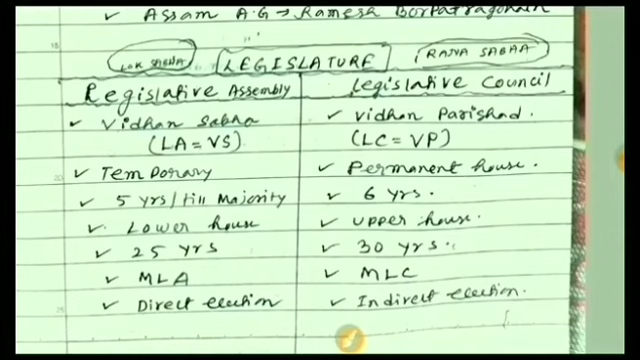 ✓ Assam A.G → Ramesh Borpatragohain
LOK SABHA LEGISLATURE RAJYA SABAA
Legislative Assembly Legislative Council
✓ Vidhan Sabha ✓ Vidhan Parishad.
(LA = VS) (LC = VP)
✓ Temporary ✓ Permanent house.
✓ 5 yrs/till Majority ✓ 6 yrs.
✓ Lower house ✓ upper house.
✓ 25 yrs ✓ 30 yrs.
✓ MLA ✓ MLC
✓ Direct election ✓ Indirect election.